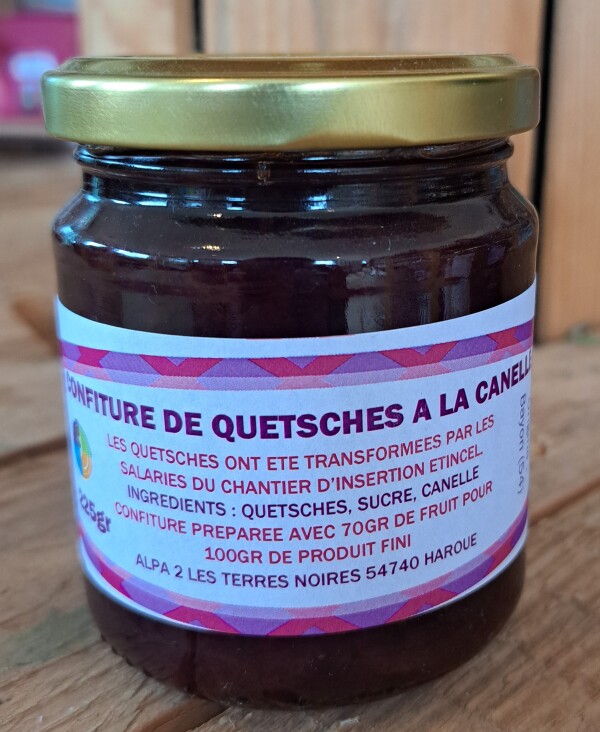 CONFITURE DE QUETSCHES A LA CANELLE
LES QUETSCHES ONT ETE TRANSFORMEES PAR LES
SALARIES DU CHANTIER D'INSERTION ETINCEL
INGREDIENTS : QUETSCHES, SUCRE, CANELLE
CONFITURE PREPAREE AVEC 70GR DE FRUIT POUR
100GR DE PRODUIT FINI
ALPA 2 LES TERRES NOIRES 54740 HAROUE
225gr
Bayon (54)